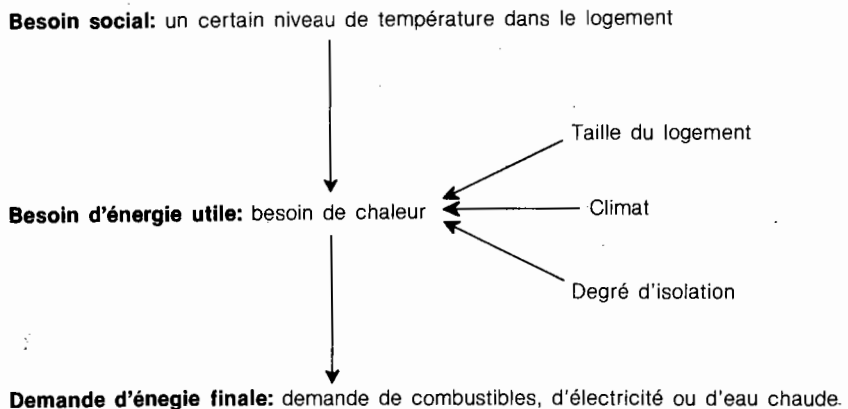 Besoin social: un certain niveau de température dans le logement
Taille du logement
Besoin d'énergie utile: besoin de chaleur
Climat
Degré d'isolation
Demande d'énegie finale: demande de combustibles, d'électricité ou d'eau chaude.